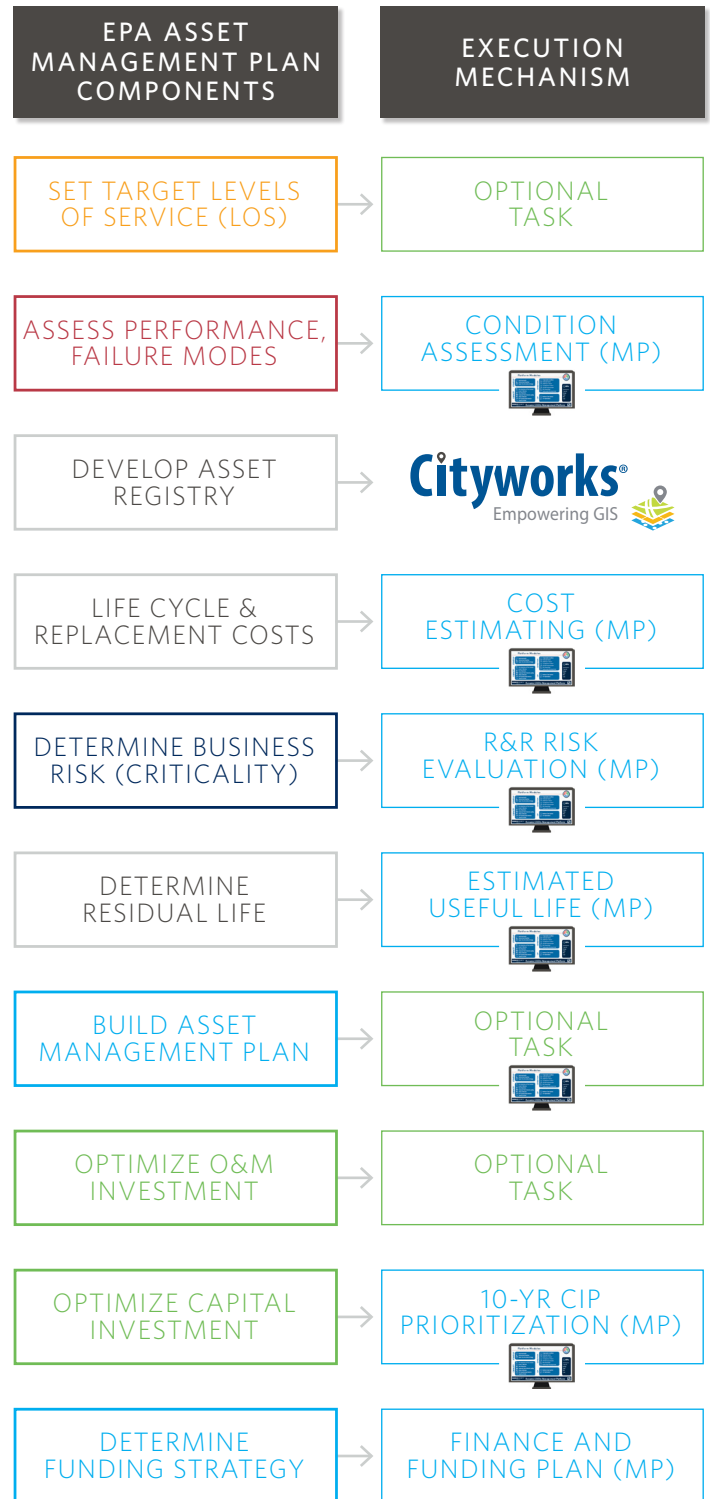 EPA ASSET
MANAGEMENT PLAN
COMPONENTS
EXECUTION
MECHANISM
SET TARGET LEVELS
OF SERVICE (LOS)
OPTIONAL
TASK
ASSESS PERFORMANCE,
FAILURE MODES
CONDITION
ASSESSMENT (MP)
DEVELOP ASSET
REGISTRY
Cityworks®
Empowering GIS
LIFE CYCLE &
REPLACEMENT COSTS
COST
ESTIMATING (MP)
DETERMINE BUSINESS
RISK (CRITICALITY)
R&R RISK
EVALUATION (MP)
DETERMINE
RESIDUAL LIFE
ESTIMATED
USEFUL LIFE (MP)
BUILD ASSET
MANAGEMENT PLAN
OPTIONAL
TASK
OPTIMIZE O&M
INVESTMENT
OPTIONAL
TASK
OPTIMIZE CAPITAL
INVESTMENT
10-YR CIP
PRIORITIZATION (MP)
DETERMINE
FUNDING STRATEGY
FINANCE AND
FUNDING PLAN (MP)